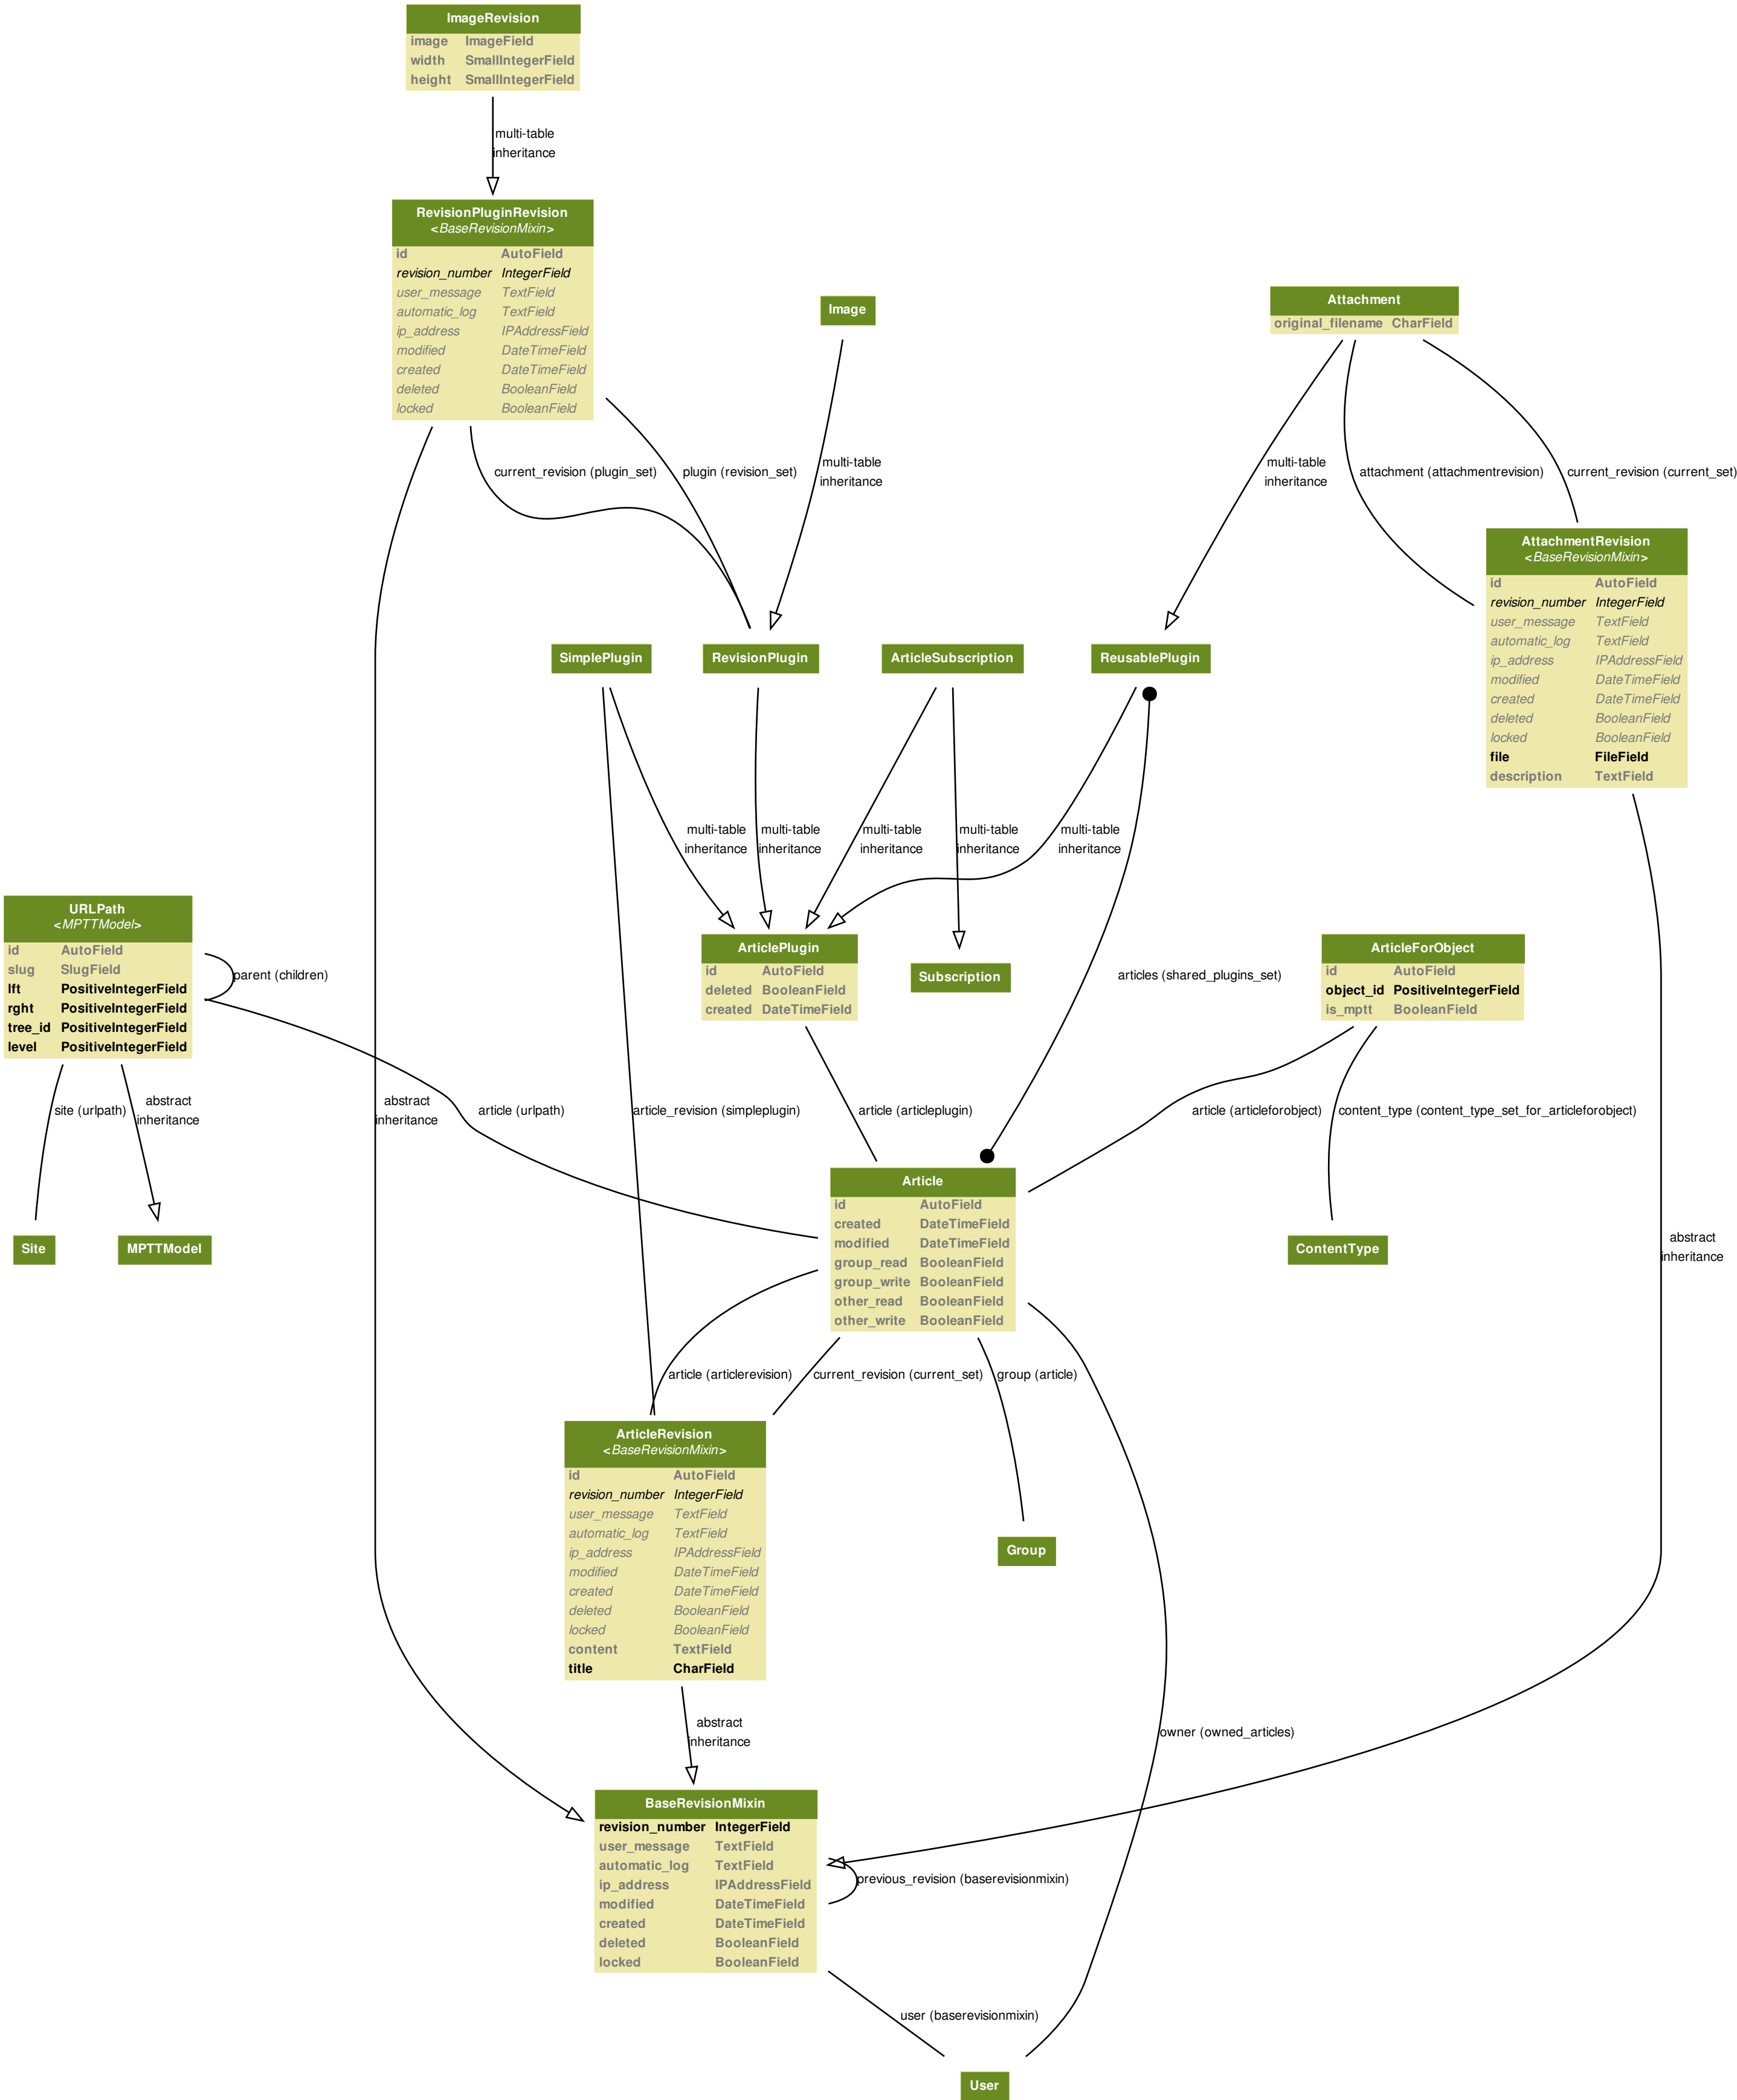 ImageRevision
image ImageField
width SmallIntegerField
height SmallIntegerField
multi-table
inheritance
RevisionPluginRevision
<BaseRevisionMixin>
id AutoField
revision_number IntegerField
user_message TextField
automatic_log TextField
ip_address IPAddressField
modified DateTimeField
created DateTimeField
deleted BooleanField
locked BooleanField
Image
Attachment
original_filename CharField
current_revision (plugin_set)
plugin (revision_set)
multi-table
inheritance
multi-table
inheritance
attachment (attachmentrevision)
current_revision (current_set)
AttachmentRevision
<BaseRevisionMixin>
id AutoField
revision_number IntegerField
user_message TextField
automatic_log TextField
ip_address IPAddressField
modified DateTimeField
created DateTimeField
deleted BooleanField
locked BooleanField
file FileField
description TextField
SimplePlugin
RevisionPlugin
ArticleSubscription
ReusablePlugin
multi-table
inheritance
multi-table
inheritance
multi-table
inheritance
multi-table
inheritance
multi-table
inheritance
URLPath
<MPTTModel>
id AutoField
slug SlugField
lft PositiveIntegerField
rght PositiveIntegerField
tree_id PositiveIntegerField
level PositiveIntegerField
parent (children)
ArticlePlugin
id AutoField
deleted BooleanField
created DateTimeField
Subscription
articles (shared_plugins_set)
ArticleForObject
id AutoField
object_id PositiveIntegerField
is_mptt BooleanField
site (urlpath)
abstract
inheritance
abstract
inheritance
article (urlpath)
article_revision (simpleplugin)
article (articleplugin)
article (articleforobject)
content_type (content_type_set_for_articleforobject)
Site
MPTTModel
Article
id AutoField
created DateTimeField
modified DateTimeField
group_read BooleanField
group_write BooleanField
other_read BooleanField
other_write BooleanField
ContentType
abstract
inheritance
article (articlerevision)
current_revision (current_set)
group (article)
ArticleRevision
<BaseRevisionMixin>
id AutoField
revision_number IntegerField
user_message TextField
automatic_log TextField
ip_address IPAddressField
modified DateTimeField
created DateTimeField
deleted BooleanField
locked BooleanField
content TextField
title CharField
Group
abstract
inheritance
owner (owned_articles)
BaseRevisionMixin
revision_number IntegerField
user_message TextField
automatic_log TextField
ip_address IPAddressField
modified DateTimeField
created DateTimeField
deleted BooleanField
locked BooleanField
previous_revision (baserevisionmixin)
user (baserevisionmixin)
User